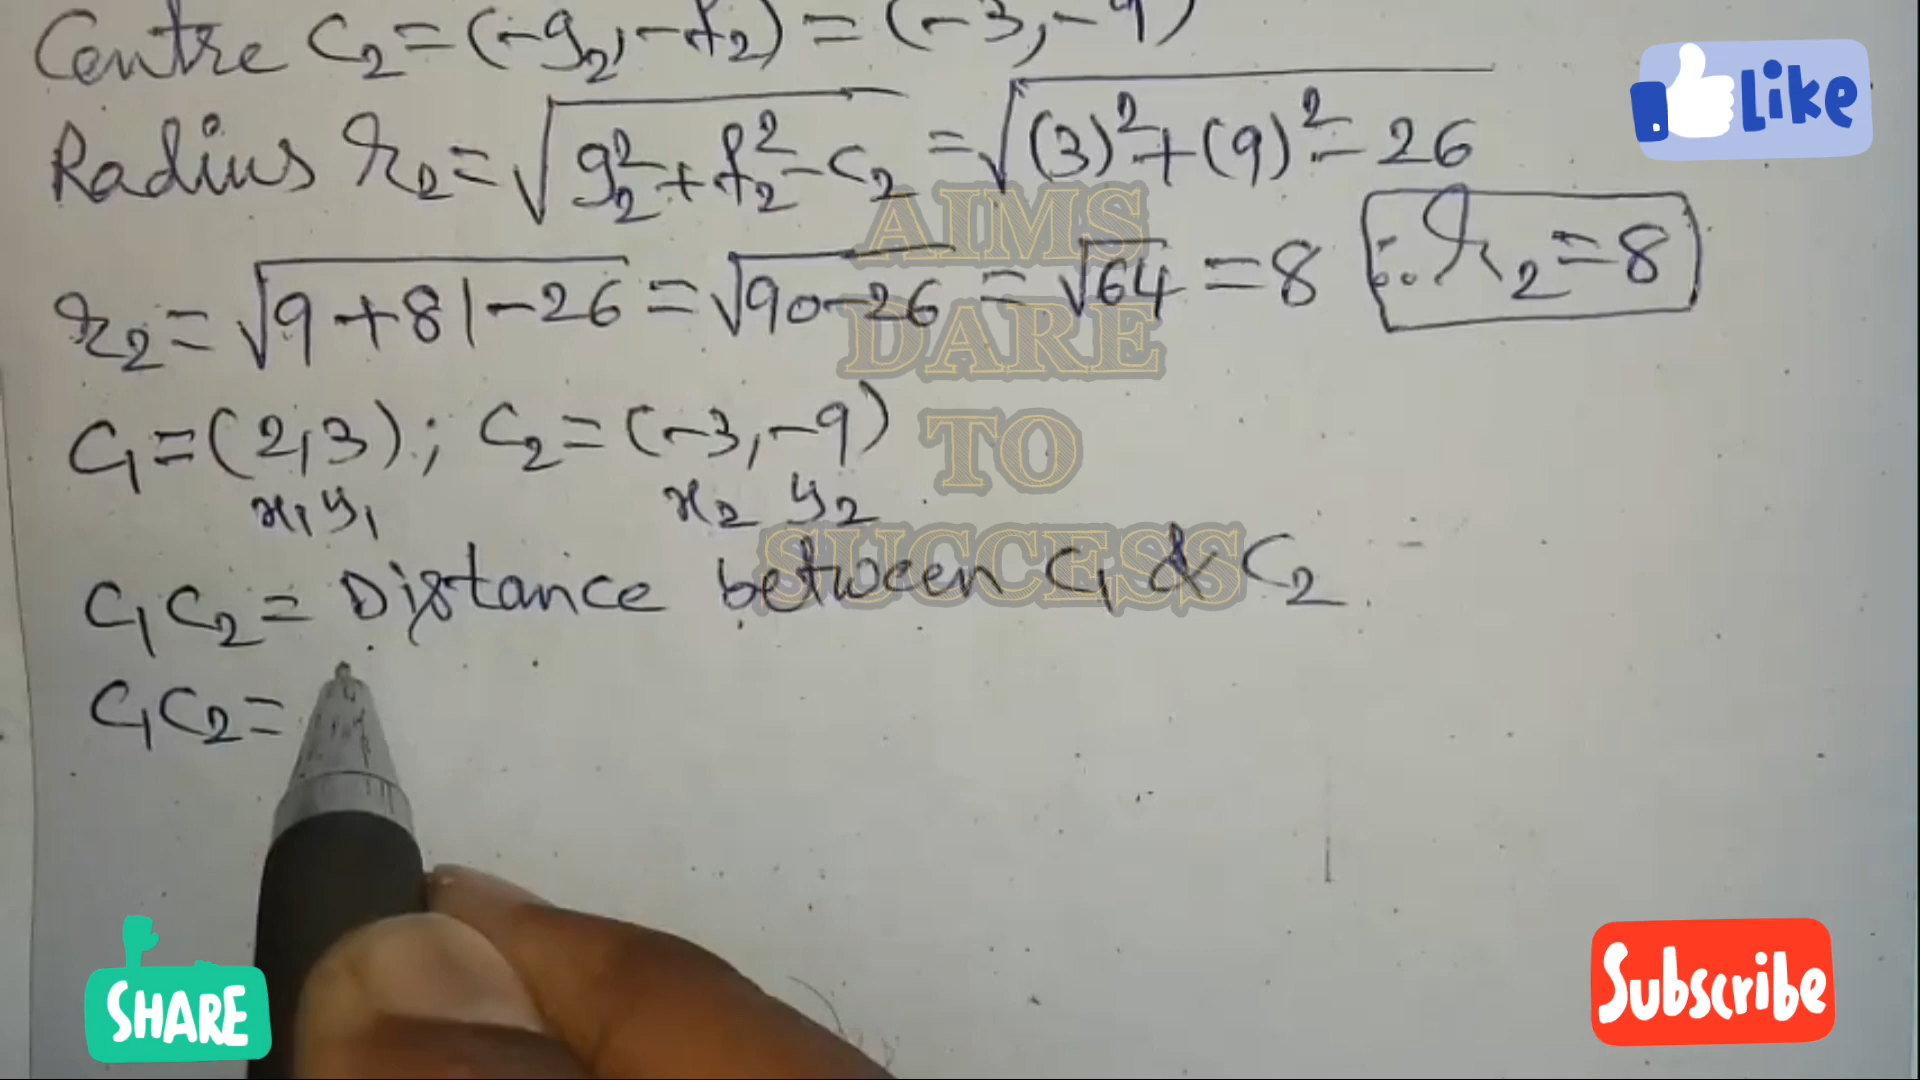 Centre C₂ = (-g₂, -f₂) = (-3, -9)
Radius r₂ = √(g₂² + f₂² - c₂) = √((3)² + (9)² - 26)
r₂ = √(9 + 81 - 26) = √(90 - 26) = √64 = 8 ∴ r₂ = 8
C₁ = (2, 3) ; C₂ = (-3, -9)
x₁ y₁ x₂ y₂
C₁C₂ = Distance between C₁ & C₂
C₁C₂ =
Like
AIMS
DARE
TO
SUCCESS
SHARE
Subscribe